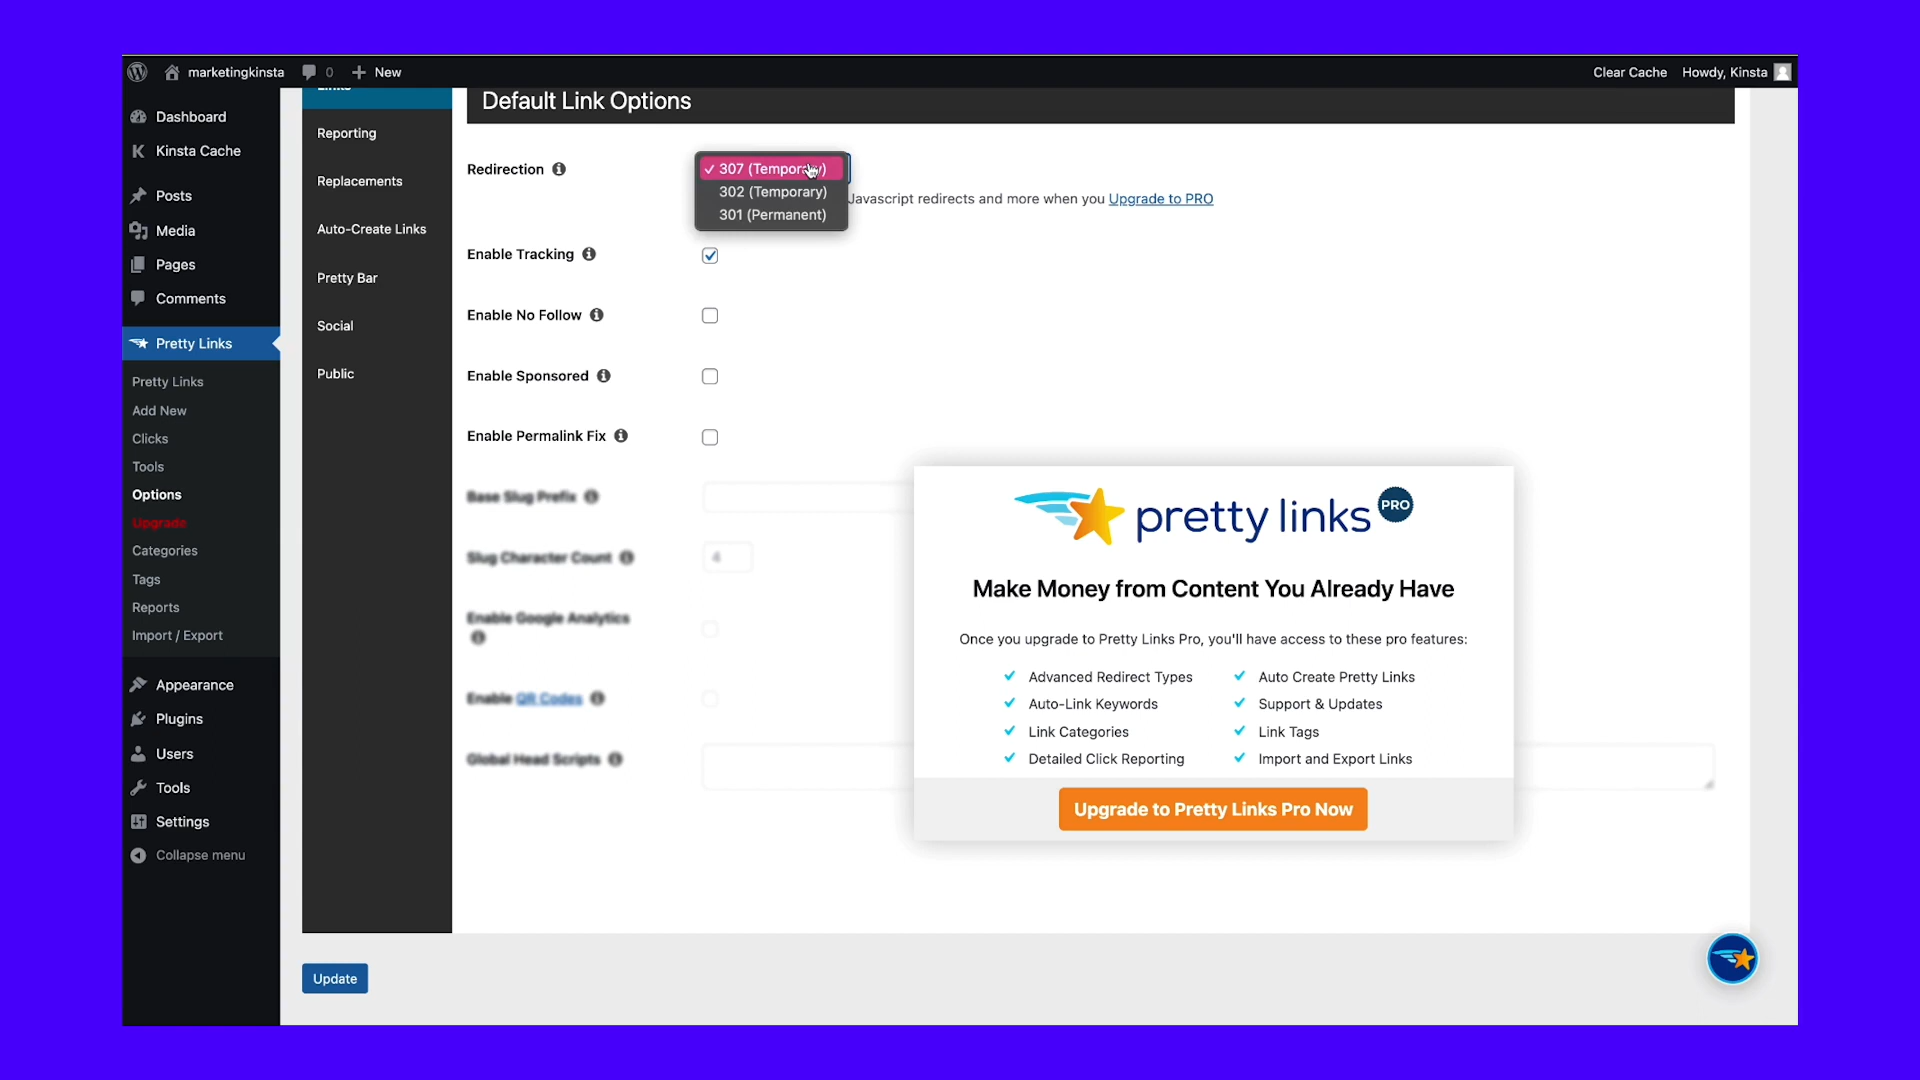 marketingkinsta
0
New
Clear Cache
Howdy, Kinsta
Dashboard
Kinsta Cache
Posts
Media
Pages
Comments
Pretty Links
Pretty Links
Add New
Clicks
Tools
Options
Upgrade
Categories
Tags
Reports
Import / Export
Appearance
Plugins
Users
Tools
Settings
Collapse menu
Links
Reporting
Replacements
Auto-Create Links
Pretty Bar
Social
Public
Default Link Options
Redirection
307 (Temporary)
302 (Temporary)
301 (Permanent)
Javascript redirects and more when you Upgrade to PRO
Enable Tracking
Enable No Follow
Enable Sponsored
Enable Permalink Fix
Base Slug Prefix
Slug Character Count
4
Enable Google Analytics
Enable QR Codes
Global Head Scripts
pretty links PRO
Make Money from Content You Already Have
Once you upgrade to Pretty Links Pro, you'll have access to these pro features:
Advanced Redirect Types
Auto Create Pretty Links
Auto-Link Keywords
Support & Updates
Link Categories
Link Tags
Detailed Click Reporting
Import and Export Links
Upgrade to Pretty Links Pro Now
Update